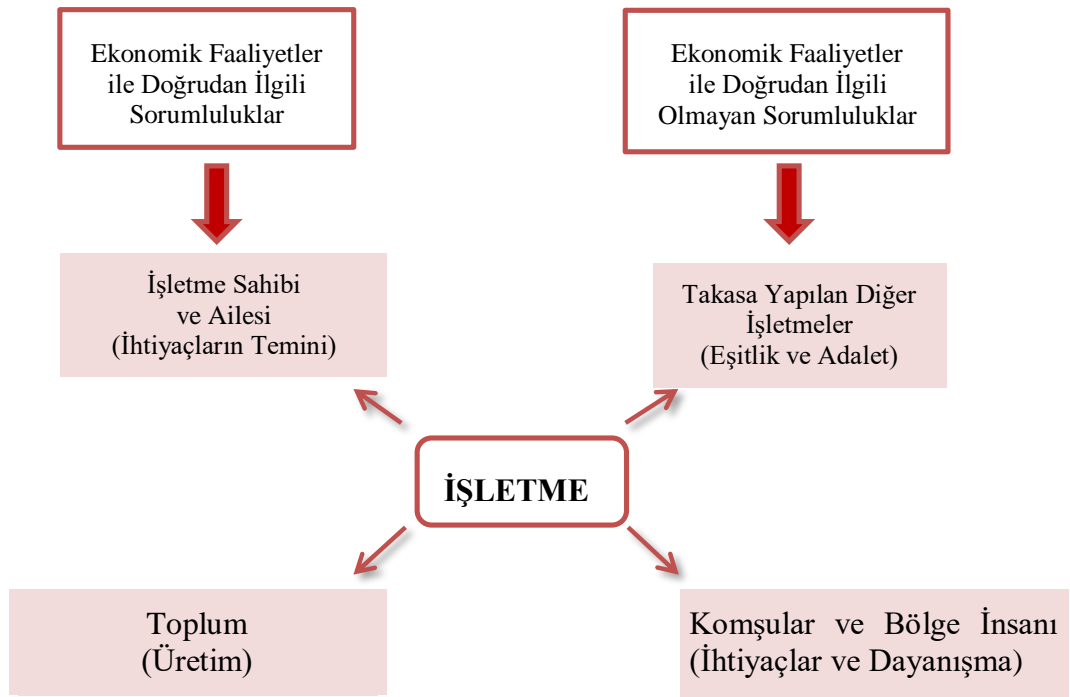 Ekonomik Faaliyetler
ile Doğrudan İlgili
Sorumluluklar
Ekonomik Faaliyetler
ile Doğrudan İlgili
Olmayan Sorumluluklar
İşletme Sahibi
ve Ailesi
(İhtiyaçların Temini)
Takasa Yapılan Diğer
İşletmeler
(Eşitlik ve Adalet)
İŞLETME
Toplum
(Üretim)
Komşular ve Bölge İnsanı
(İhtiyaçlar ve Dayanışma)